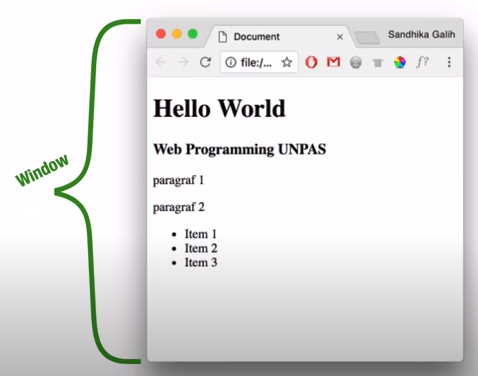 Window
Document
Sandhika Galih
file:/...
f?
Hello World
Web Programming UNPAS
paragraf 1
paragraf 2
Item 1
Item 2
Item 3